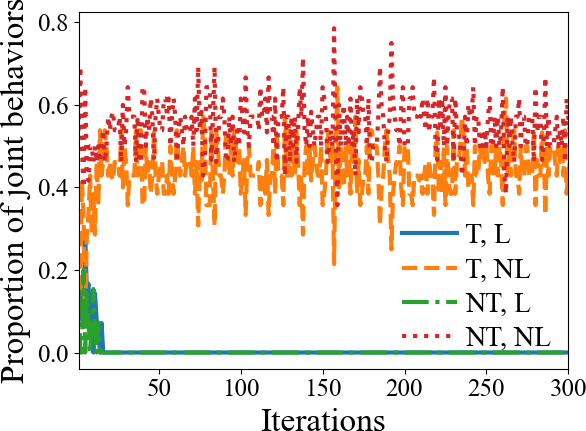 Proportion of joint behaviors
0.8
0.6
0.4
0.2
0.0
T, L
T, NL
NT, L
NT, NL
50
100
150
200
250
300
Iterations